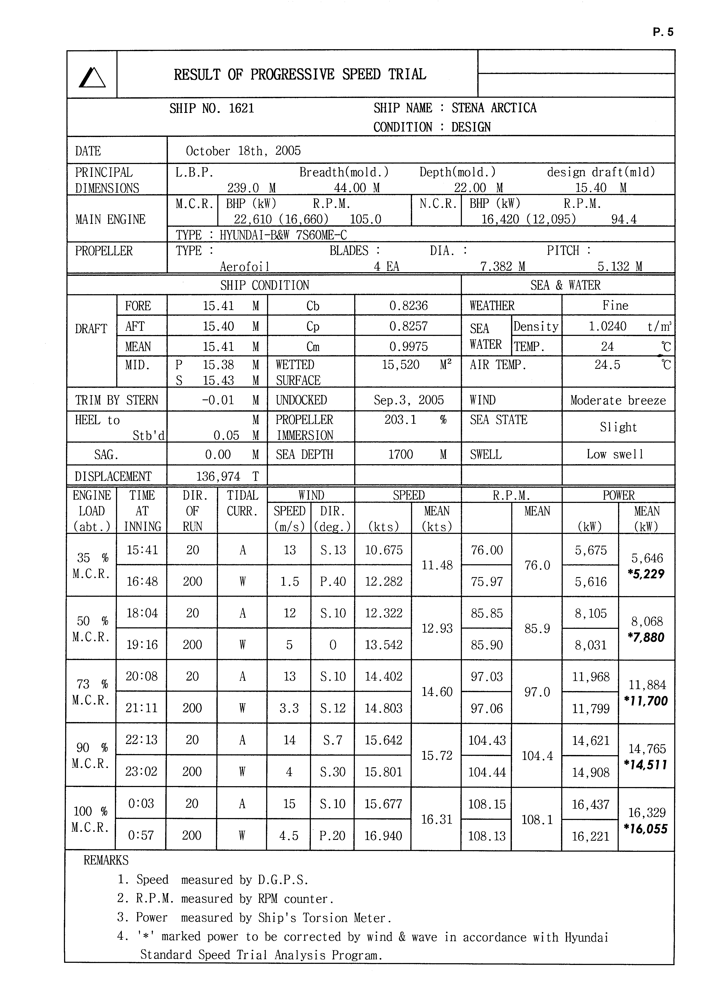 P. 5
RESULT OF PROGRESSIVE SPEED TRIAL
SHIP NO. 1621 SHIP NAME : STENA ARCTICA
CONDITION : DESIGN
DATE October 18th, 2005
PRINCIPAL L.B.P. Breadth(mold.) Depth(mold.) design draft(mld)
DIMENSIONS 239.0 M 44.00 M 22.00 M 15.40 M
M.C.R. BHP (kW) R.P.M. N.C.R. BHP (kW) R.P.M.
MAIN ENGINE 22,610 (16,660) 105.0 16,420 (12,095) 94.4
TYPE : HYUNDAI-B&W 7S60ME-C
PROPELLER TYPE : BLADES : DIA. : PITCH :
Aerofoil 4 EA 7.382 M 5.132 M
SHIP CONDITION SEA & WATER
FORE 15.41 M Cb 0.8236 WEATHER Fine
DRAFT AFT 15.40 M Cp 0.8257 SEA Density 1.0240 t/m³
MEAN 15.41 M Cm 0.9975 WATER TEMP. 24 ℃
MID. P 15.38 M WETTED 15,520 M² AIR TEMP. 24.5 ℃
S 15.43 M SURFACE
TRIM BY STERN -0.01 M UNDOCKED Sep.3, 2005 WIND Moderate breeze
HEEL to M PROPELLER 203.1 % SEA STATE Slight
Stb'd 0.05 M IMMERSION
SAG. 0.00 M SEA DEPTH 1700 M SWELL Low swell
DISPLACEMENT 136,974 T
ENGINE TIME DIR. TIDAL WIND SPEED R.P.M. POWER
LOAD AT OF CURR. SPEED DIR. MEAN MEAN MEAN
(abt.) INNING RUN (m/s) (deg.) (kts) (kts) (kW) (kW)
15:41 20 A 13 S.13 10.675 76.00 5,675
35 % 11.48 76.0 5,646
M.C.R. *5,229
16:48 200 W 1.5 P.40 12.282 75.97 5,616
18:04 20 A 12 S.10 12.322 85.85 8,105
50 % 12.93 85.9 8,068
M.C.R. *7,880
19:16 200 W 5 0 13.542 85.90 8,031
20:08 20 A 13 S.10 14.402 97.03 11,968
73 % 14.60 97.0 11,884
M.C.R. *11,700
21:11 200 W 3.3 S.12 14.803 97.06 11,799
22:13 20 A 14 S.7 15.642 104.43 14,621
90 % 15.72 104.4 14,765
M.C.R. *14,511
23:02 200 W 4 S.30 15.801 104.44 14,908
0:03 20 A 15 S.10 15.677 108.15 16,437
100 % 16.31 108.1 16,329
M.C.R. *16,055
0:57 200 W 4.5 P.20 16.940 108.13 16,221
REMARKS
1. Speed measured by D.G.P.S.
2. R.P.M. measured by RPM counter.
3. Power measured by Ship's Torsion Meter.
4. '*' marked power to be corrected by wind & wave in accordance with Hyundai
Standard Speed Trial Analysis Program.